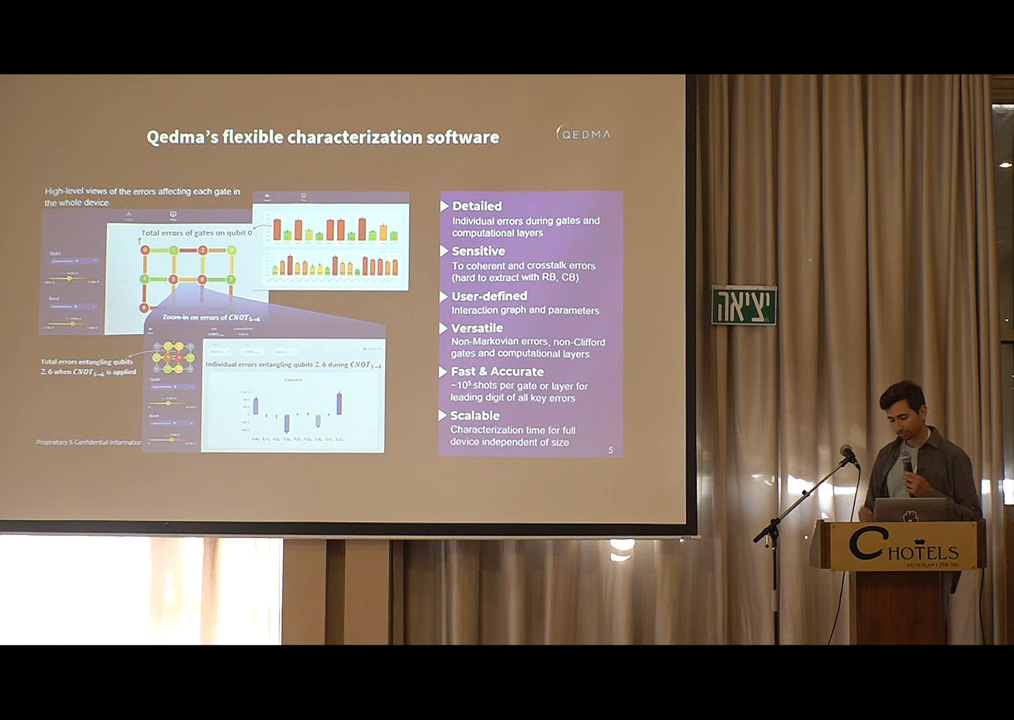 Qedma's flexible characterization software
QEDMA
High-level views of the errors affecting each gate in
the whole device
Total errors of gates on qubit 0
Zoom-in on errors of CNOT₅→₆
Total errors entangling qubits
2, 6 when CNOT₅→₆ is applied
Individual errors entangling qubits 2, 6 during CNOT₅→₆
Qubit
Qubit
Proprietary & Confidential Information
Detailed
Individual errors during gates and
computational layers
Sensitive
To coherent and crosstalk errors
(hard to extract with RB, CB)
User-defined
Interaction graph and parameters
Versatile
Non-Markovian errors, non-Clifford
gates and computational layers
Fast & Accurate
~10⁵ shots per gate or layer for
leading digit of all key errors
Scalable
Characterization time for full
device independent of size
5
יציאה
C HOTELS